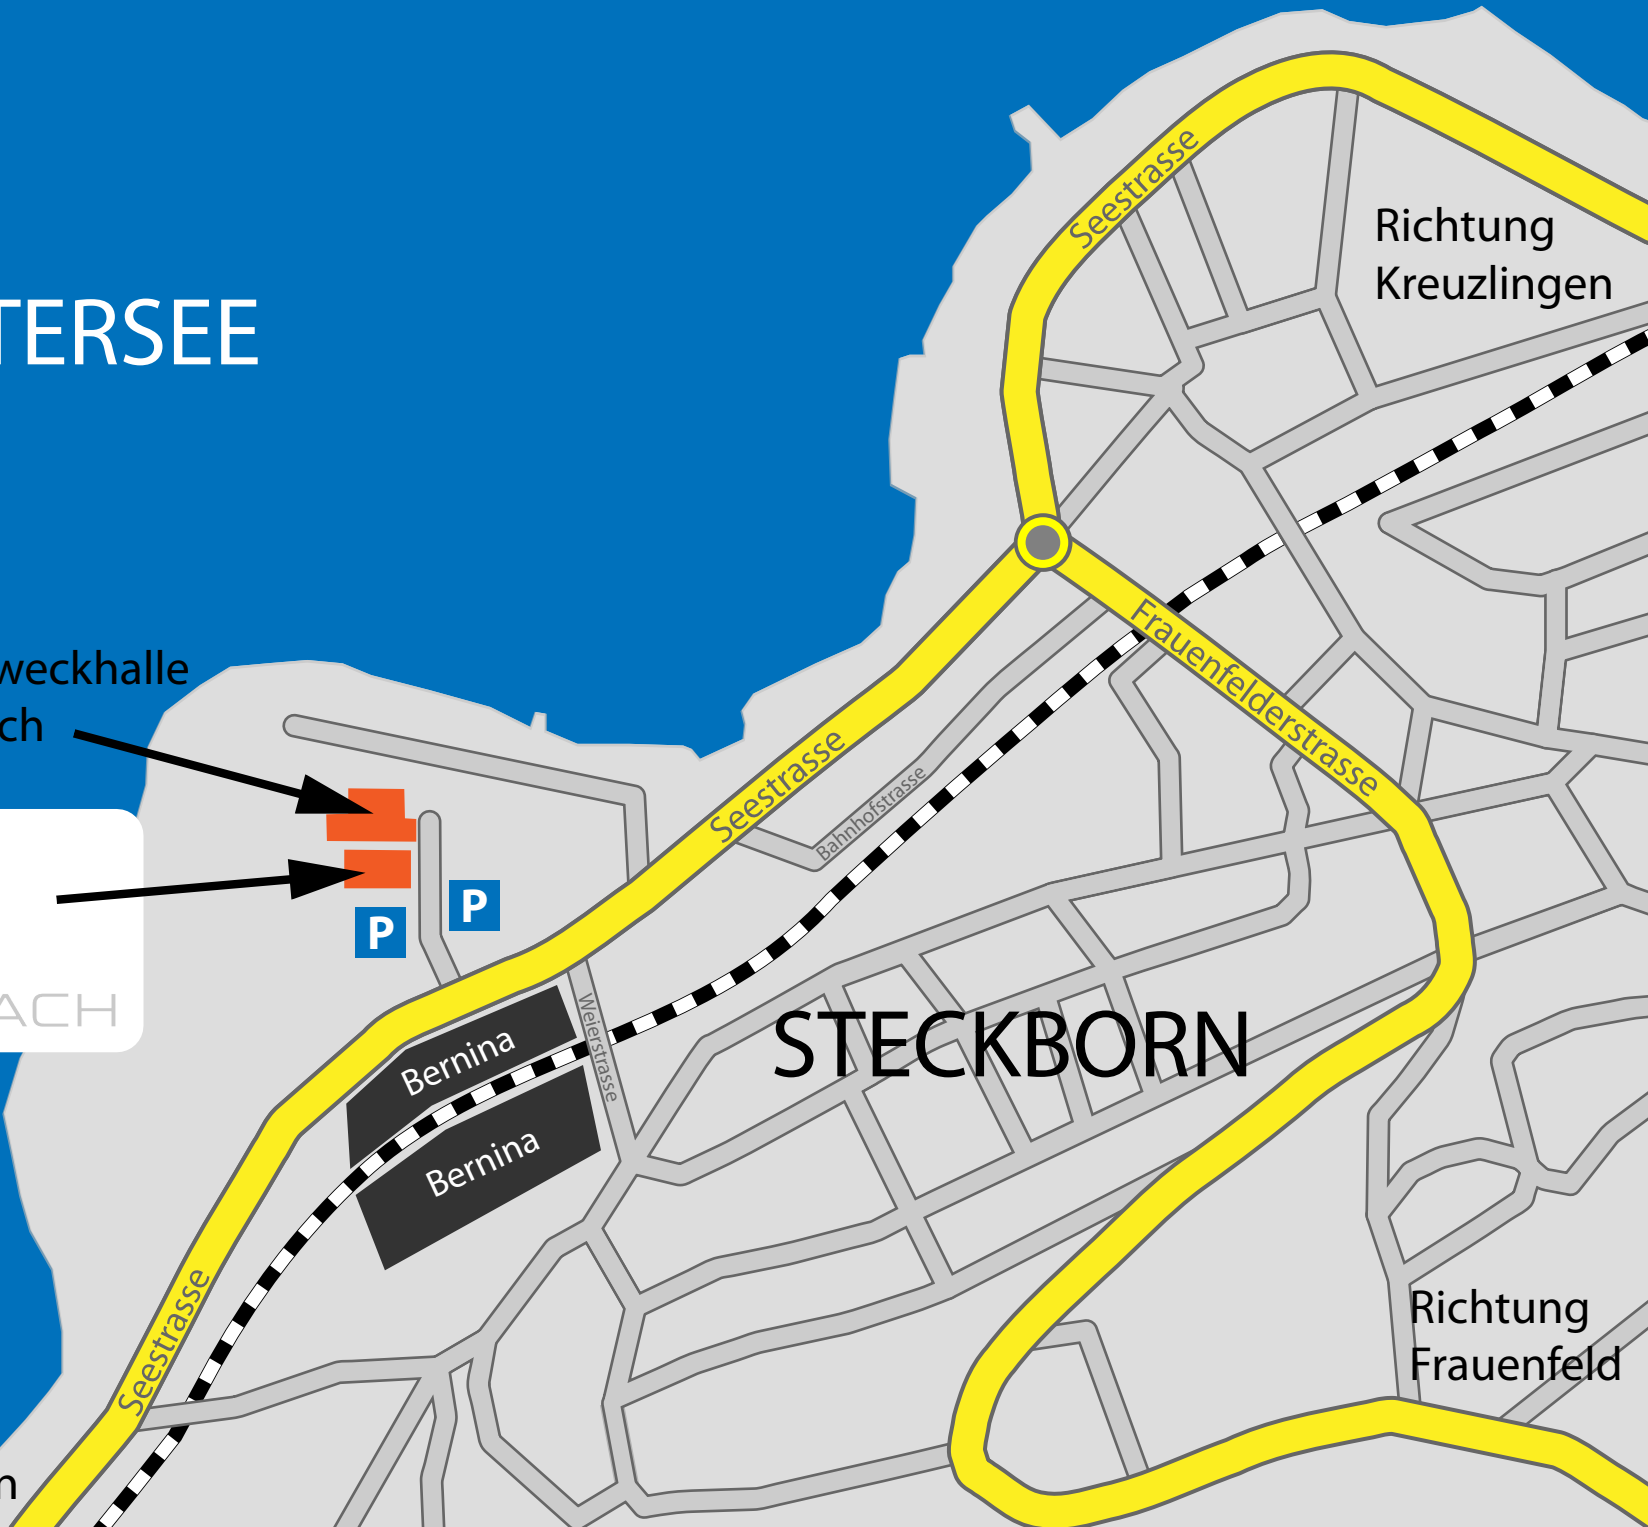 Seestrasse
Richtung
Kreuzlingen
TERSEE
Frauenfelderstrasse
weckhalle
ch
Seestrasse
Bahnhofstrasse
P
P
ACH
Weierstrasse
STECKBORN
Bernina
Bernina
Seestrasse
Richtung
Frauenfeld
n